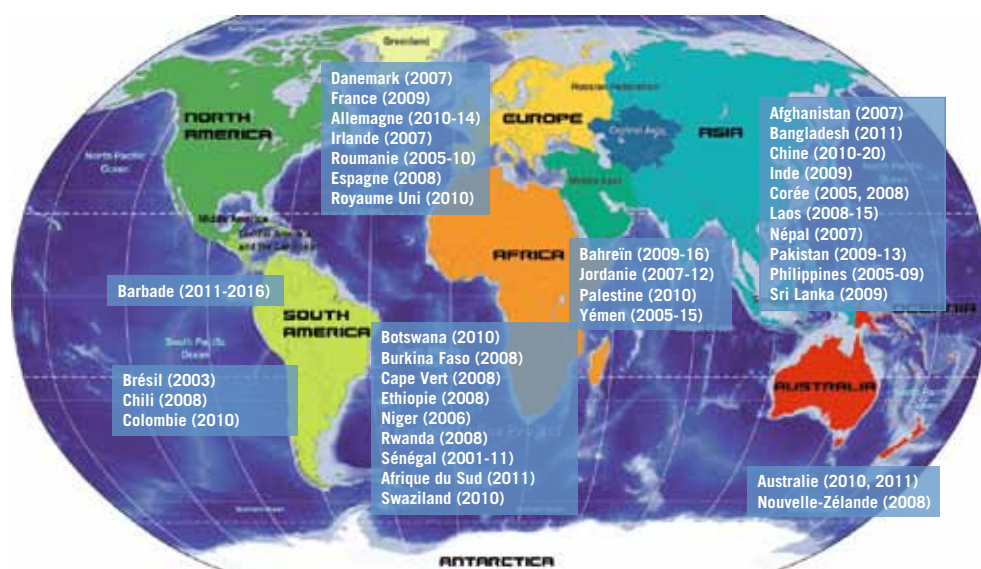 Greenland
NORTH
AMERICA
North Pacific
Ocean
Danemark (2007)
France (2009)
Allemagne (2010-14)
Irlande (2007)
Roumanie (2005-10)
Espagne (2008)
Royaume Uni (2010)
EUROPE
Russian Federation
Central Asia
ASIA
Middle East
Afghanistan (2007)
Bangladesh (2011)
Chine (2010-20)
Inde (2009)
Corée (2005, 2008)
Laos (2008-15)
Népal (2007)
Pakistan (2009-13)
Philippines (2005-09)
Sri Lanka (2009)
Middle America
and the Caribbean
AFRICA
Bahreïn (2009-16)
Jordanie (2007-12)
Palestine (2010)
Yémen (2005-15)
Barbade (2011-2016)
SOUTH
AMERICA
South Pacific
Ocean
OCEANIA
Botswana (2010)
Burkina Faso (2008)
Cape Vert (2008)
Ethiopie (2008)
Niger (2006)
Rwanda (2008)
Sénégal (2001-11)
Afrique du Sud (2011)
Swaziland (2010)
Brésil (2003)
Chili (2008)
Colombie (2010)
AUSTRALIA
Australie (2010, 2011)
Nouvelle-Zélande (2008)
ANTARCTICA